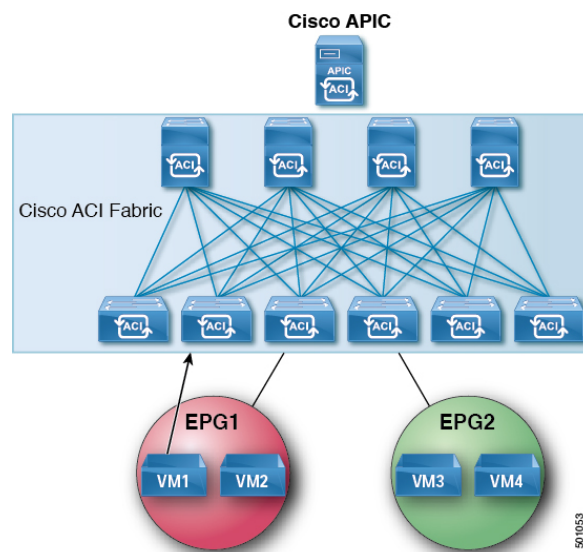 Cisco APIC
APIC
ACI
ACI ACI ACI ACI
Cisco ACI Fabric
ACI ACI ACI ACI ACI ACI
EPG1 EPG2
VM1 VM2 VM3 VM4
501053